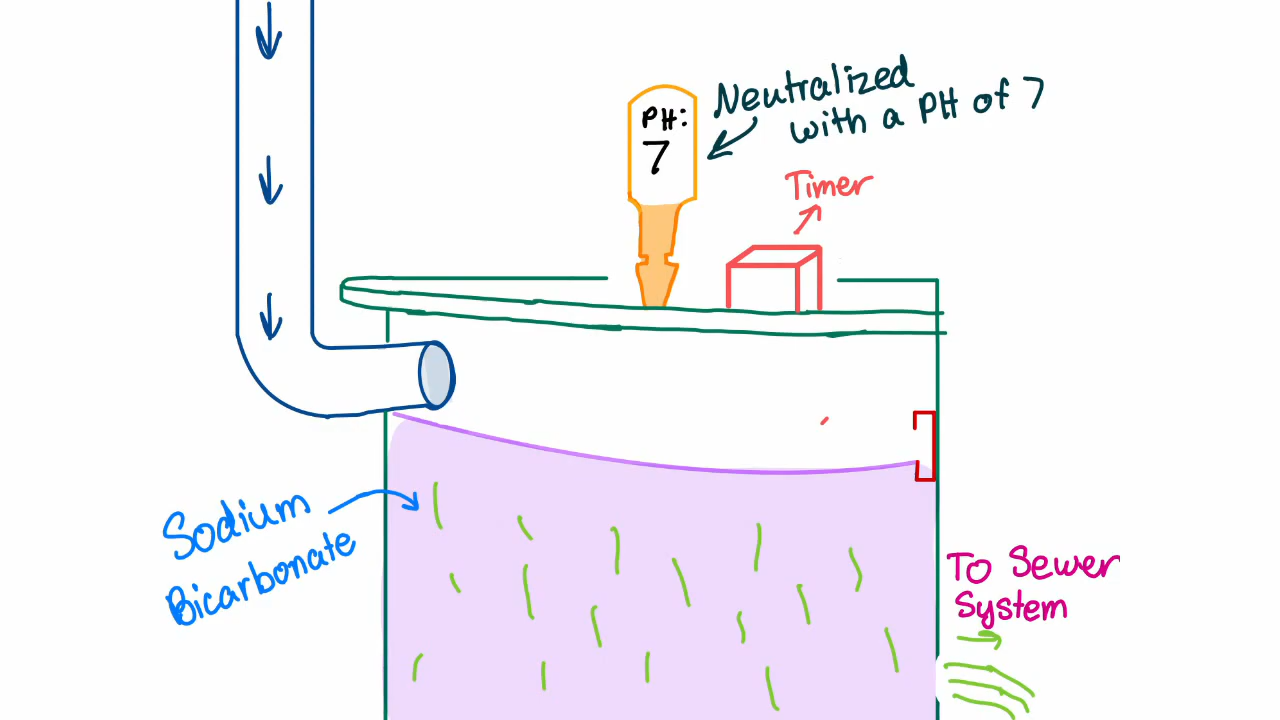 Neutralized
with a PH of 7
PH:
7
Timer
Sodium
Bicarbonate
To Sewer
System